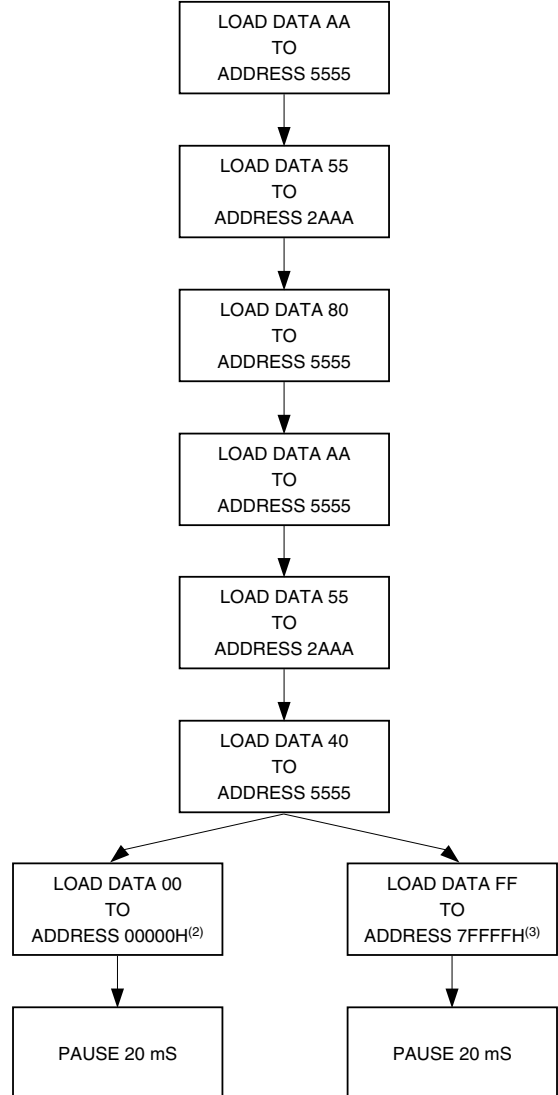 LOAD DATA AA
TO
ADDRESS 5555
LOAD DATA 55
TO
ADDRESS 2AAA
LOAD DATA 80
TO
ADDRESS 5555
LOAD DATA AA
TO
ADDRESS 5555
LOAD DATA 55
TO
ADDRESS 2AAA
LOAD DATA 40
TO
ADDRESS 5555
LOAD DATA 00
TO
ADDRESS 00000H(2)
LOAD DATA FF
TO
ADDRESS 7FFFFH(3)
PAUSE 20 mS
PAUSE 20 mS